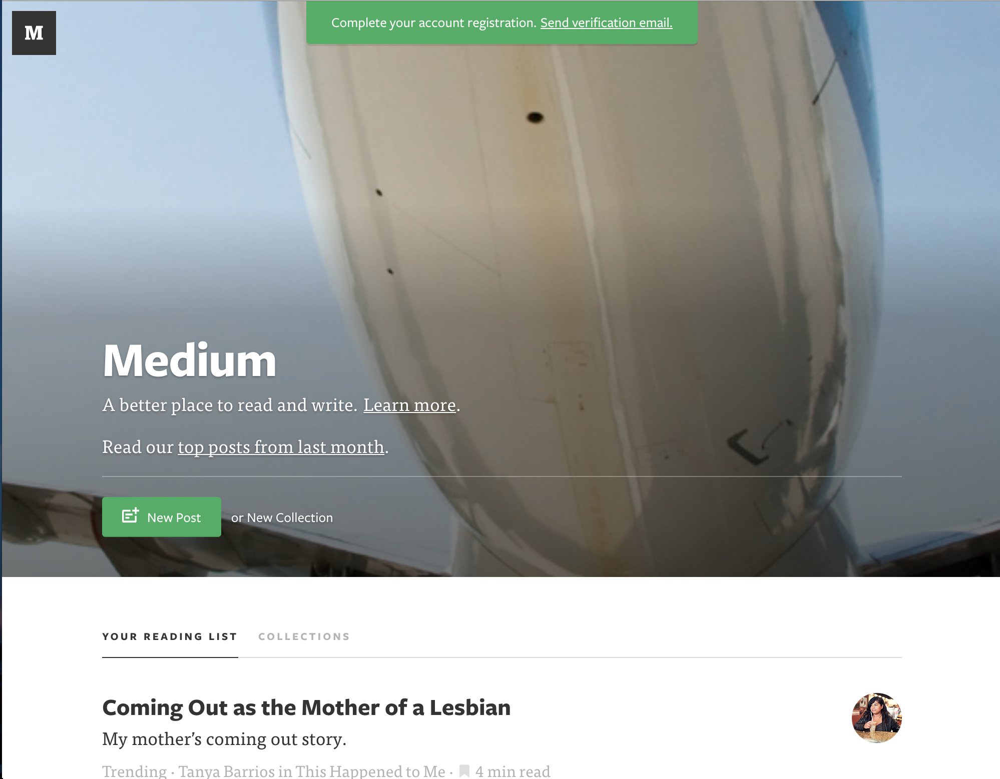 M
Complete your account registration. Send verification email.
Medium
A better place to read and write. Learn more.
Read our top posts from last month.
New Post or New Collection
YOUR READING LIST COLLECTIONS
Coming Out as the Mother of a Lesbian
My mother’s coming out story.
Trending · Tanya Barrios in This Happened to Me · 4 min read